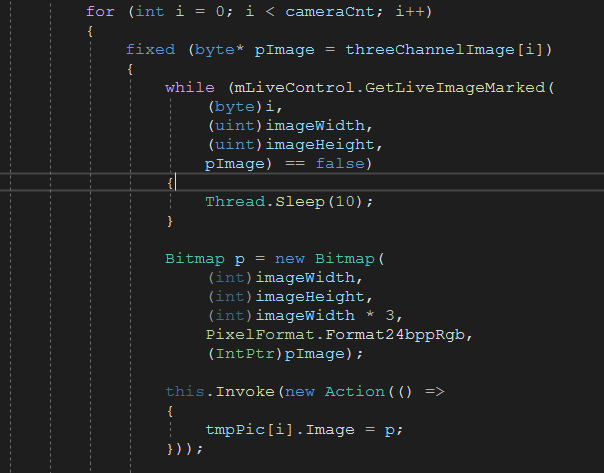 for (int i = 0; i < cameraCnt; i++)
{
fixed (byte* pImage = threeChannelImage[i])
{
while (mLiveControl.GetLiveImageMarked(
(byte)i,
(uint)imageWidth,
(uint)imageHeight,
pImage) == false)
{
Thread.Sleep(10);
}
Bitmap p = new Bitmap(
(int)imageWidth,
(int)imageHeight,
(int)imageWidth * 3,
PixelFormat.Format24bppRgb,
(IntPtr)pImage);
this.Invoke(new Action(() =>
{
tmpPic[i].Image = p;
}));